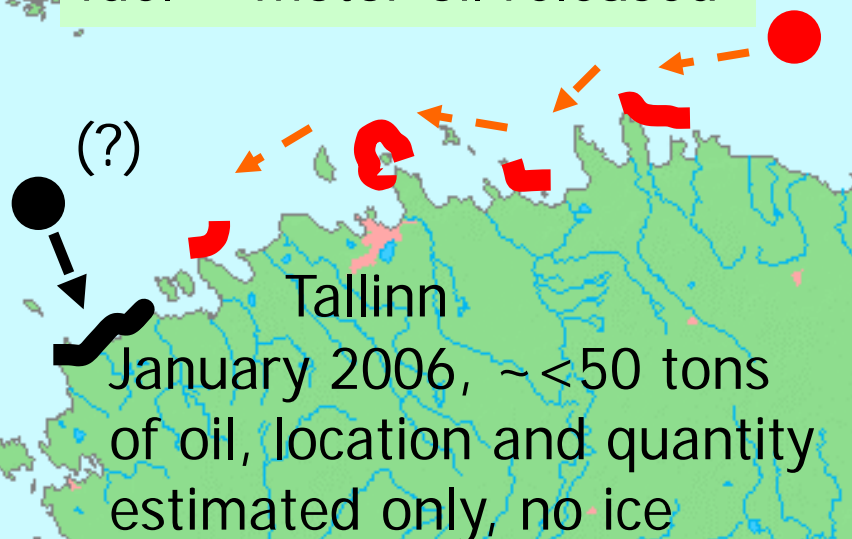 (?)
Tallinn
January 2006, ~<50 tons
of oil, location and quantity
estimated only, no ice